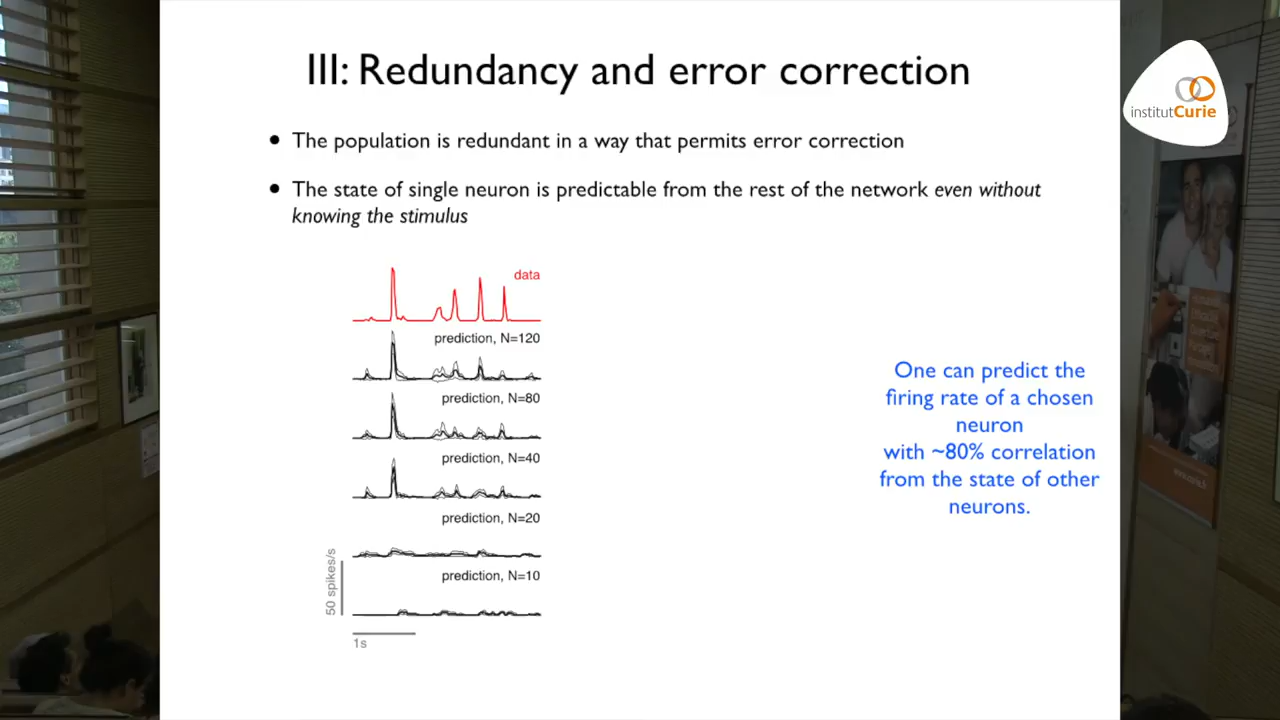 III: Redundancy and error correction
institutCurie
• The population is redundant in a way that permits error correction
• The state of single neuron is predictable from the rest of the network even without
knowing the stimulus
data
prediction, N=120
prediction, N=80
prediction, N=40
prediction, N=20
prediction, N=10
50 spikes/s
1s
One can predict the
firing rate of a chosen
neuron
with ~80% correlation
from the state of other
neurons.